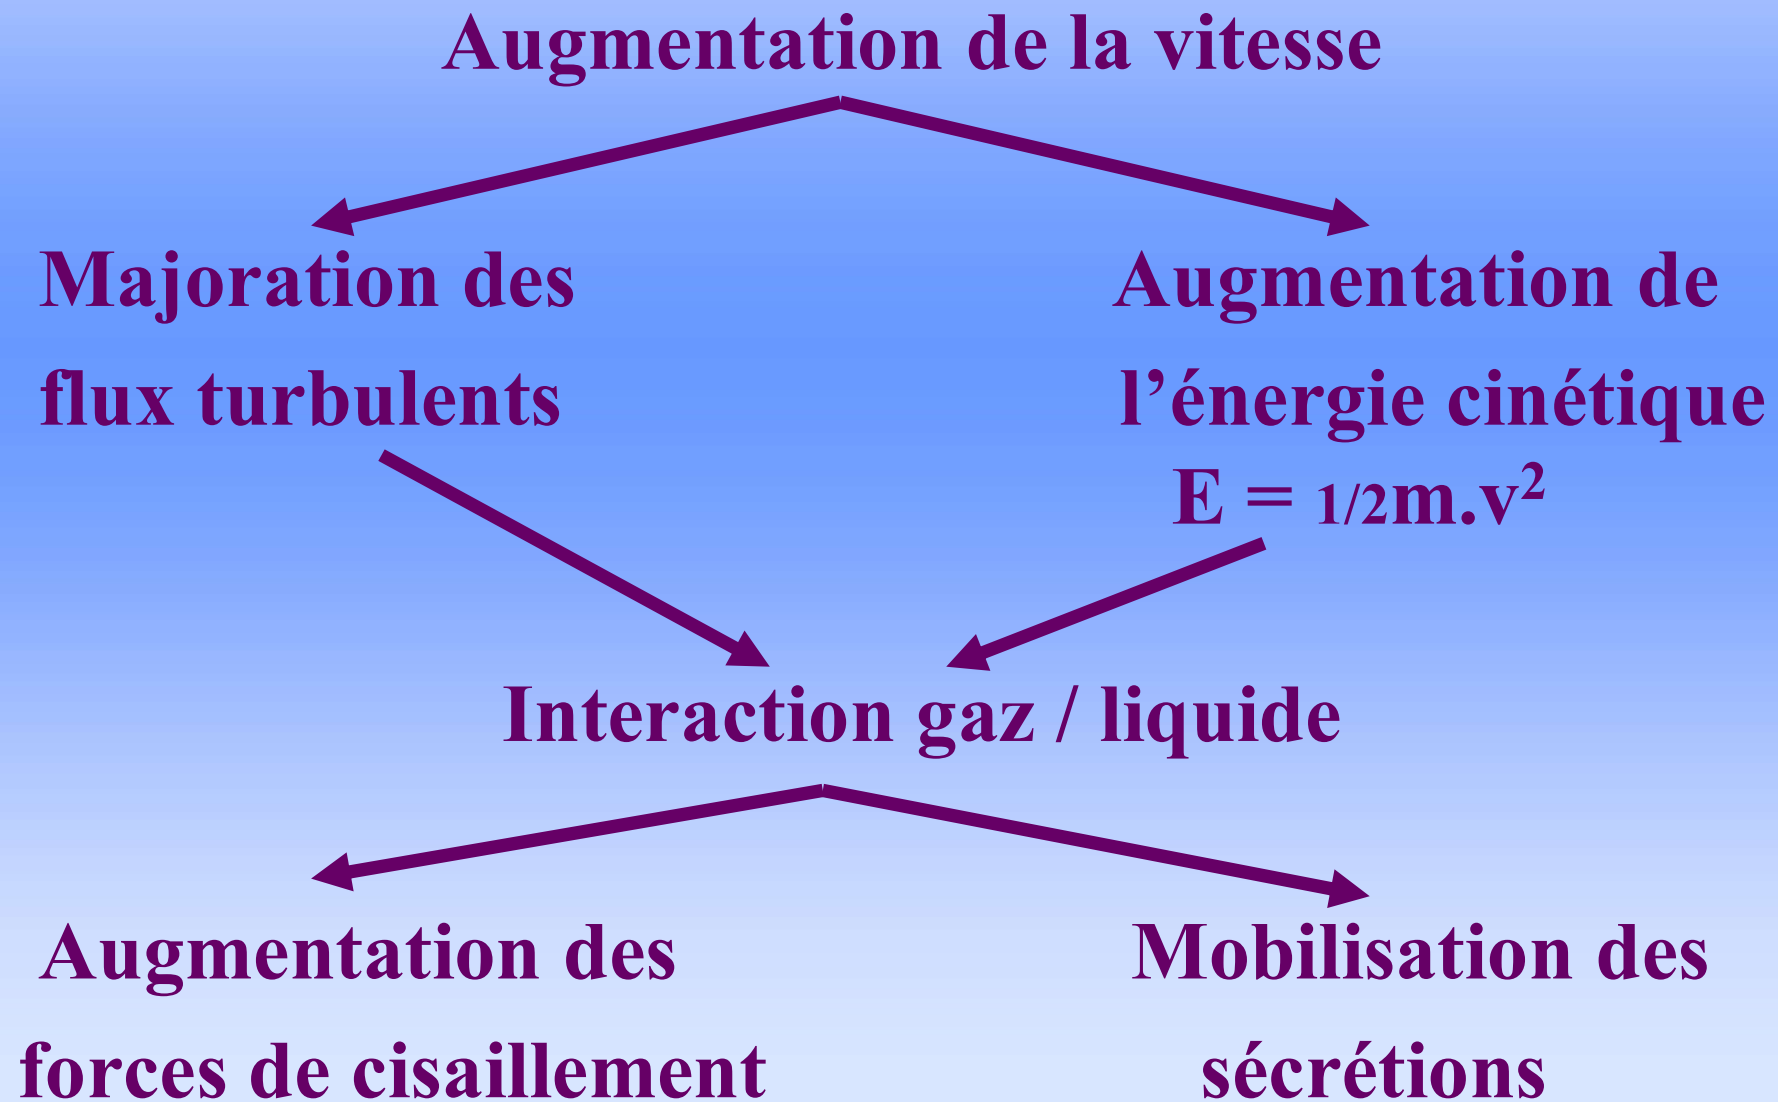 Augmentation de la vitesse
Majoration des
flux turbulents
Augmentation de
l’énergie cinétique
E = 1/2m.v²
Interaction gaz / liquide
Augmentation des
forces de cisaillement
Mobilisation des
sécrétions